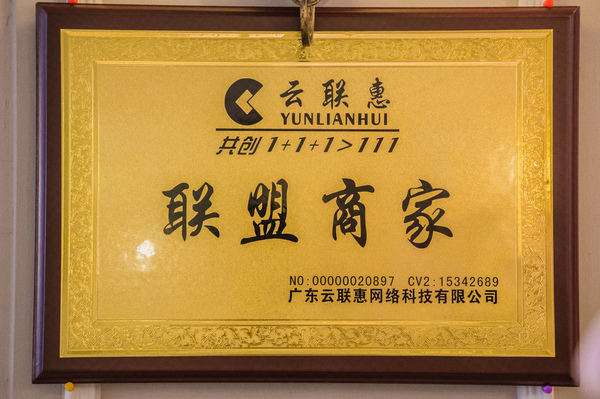 云联惠
YUNLIANHUI
共创 1+1+1>111
联盟商家
NO:00000020897 CV2:15342689
广东云联惠网络科技有限公司